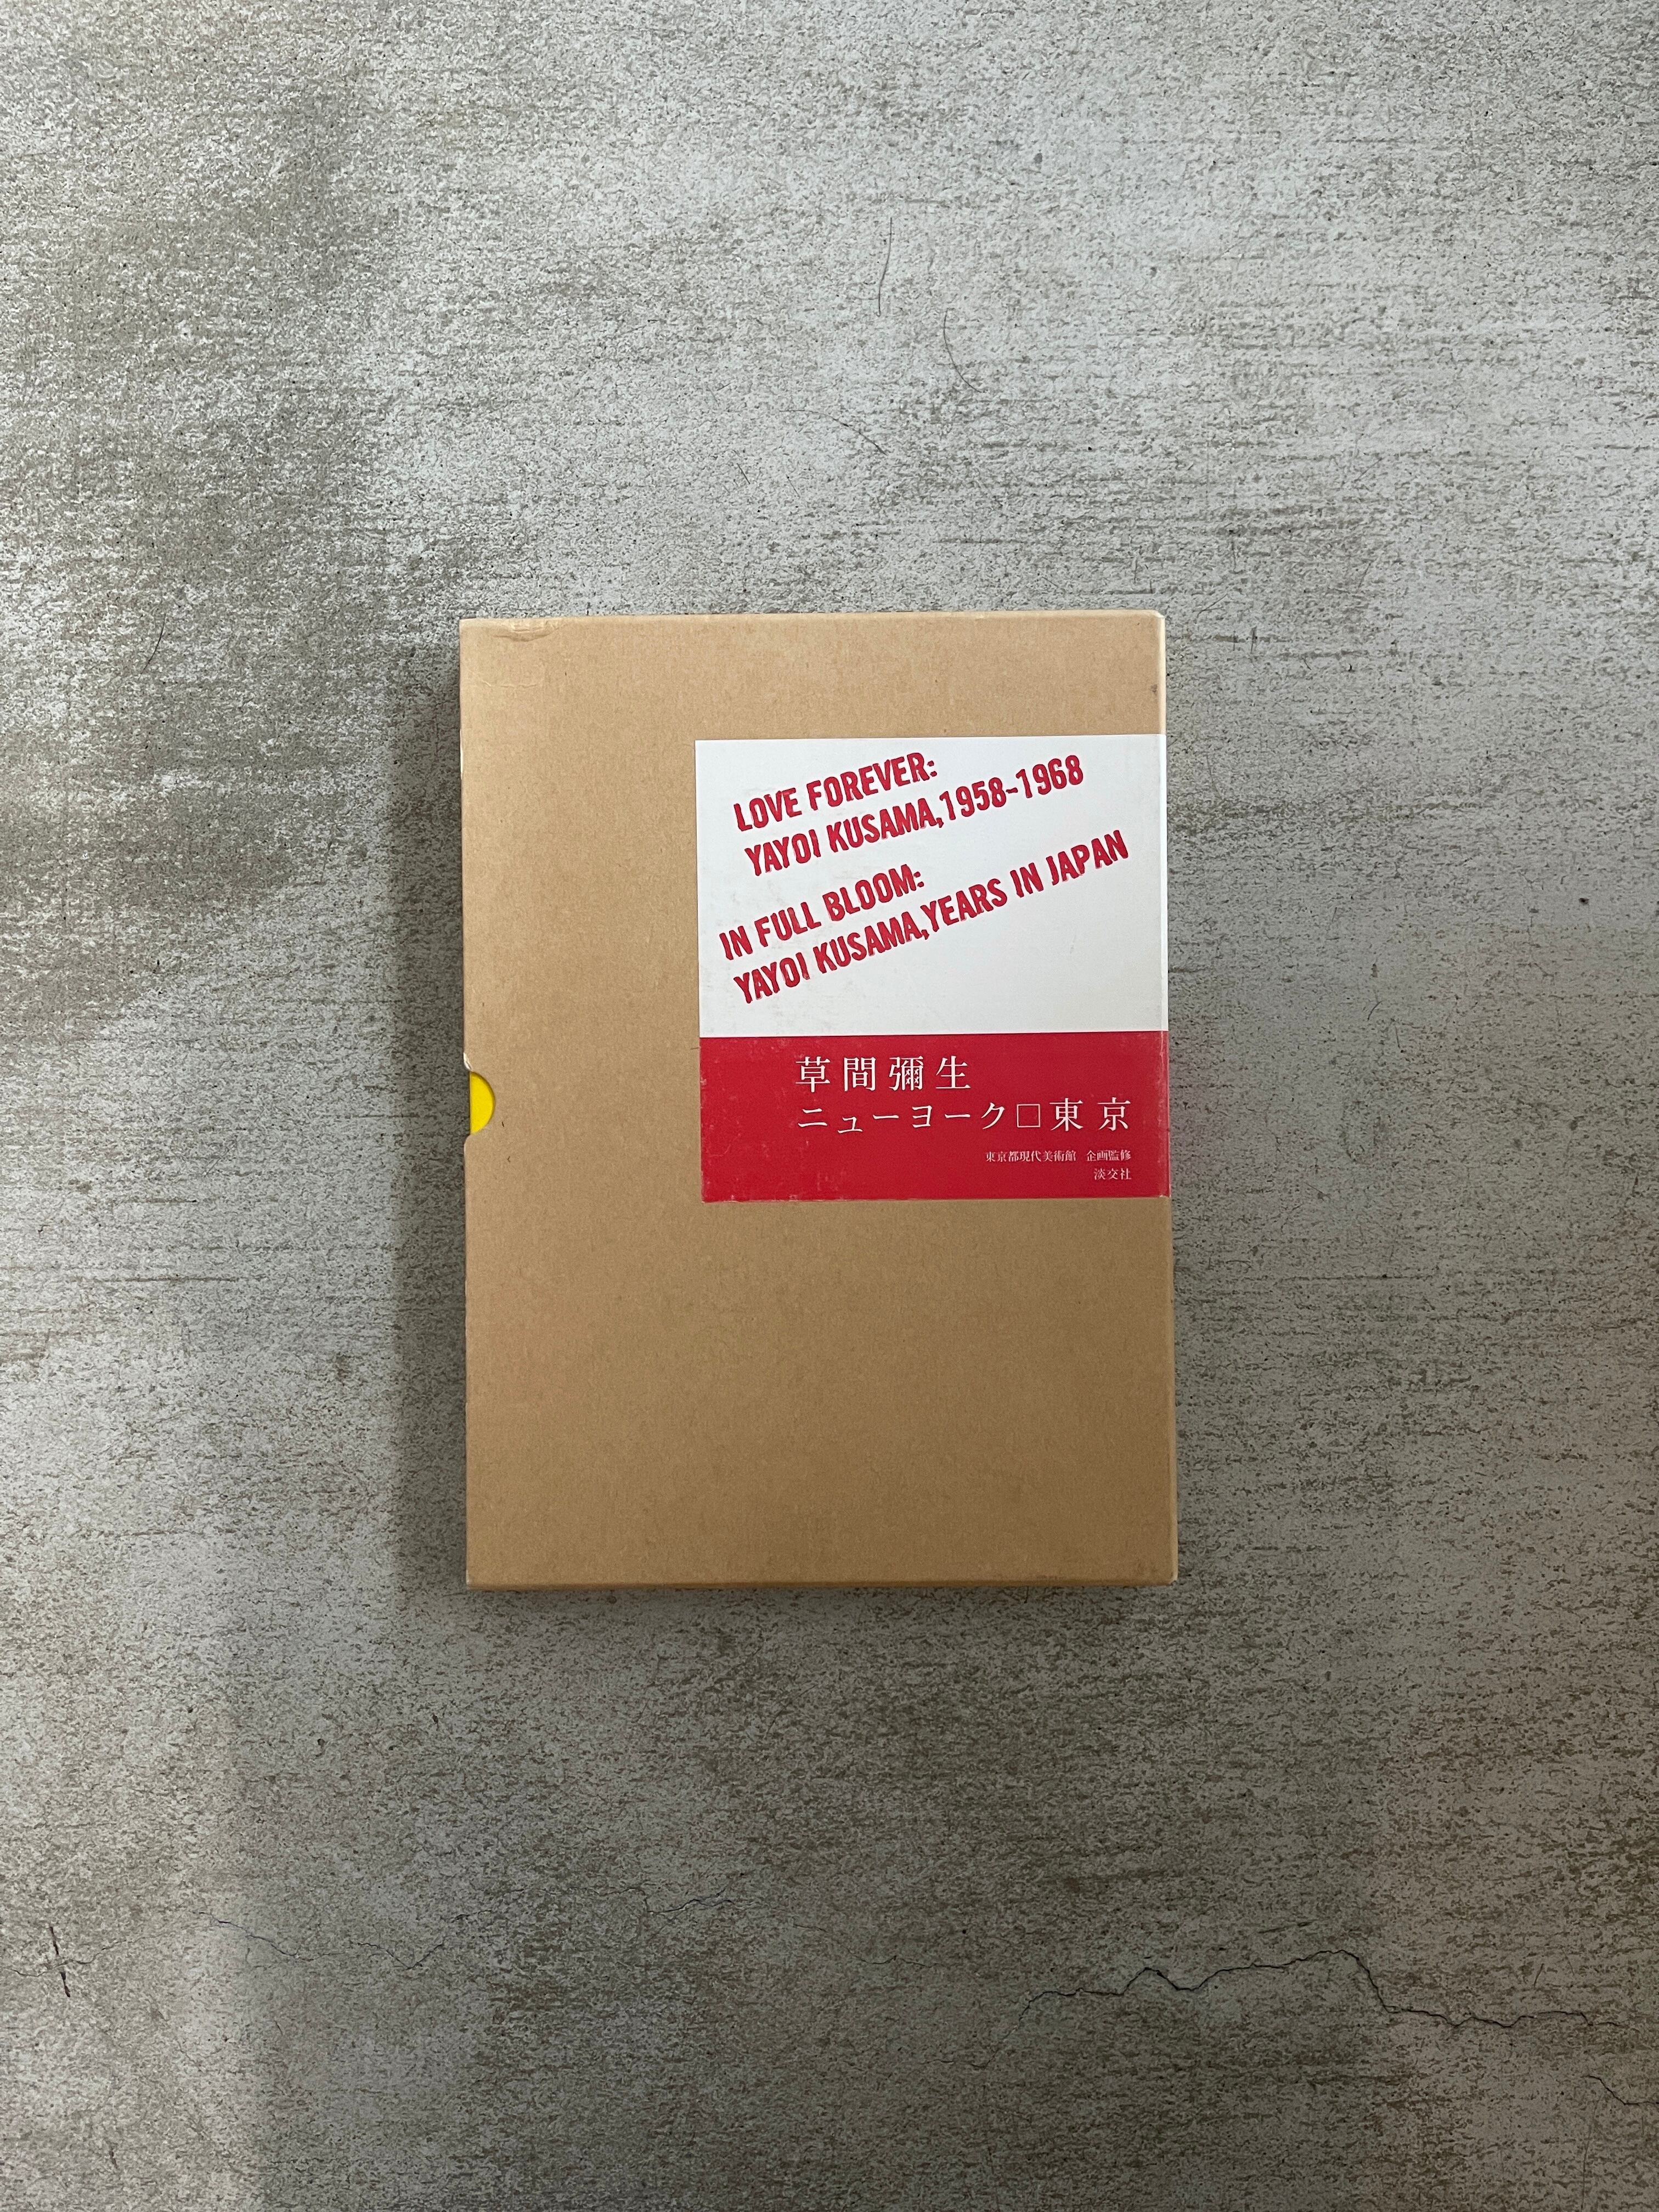 LOVE FOREVER:
YAYOI KUSAMA,1958-1968
IN FULL BLOOM:
YAYOI KUSAMA,YEARS IN JAPAN
草間彌生
ニューヨーク□東京
東京都現代美術館 企画監修
淡交社